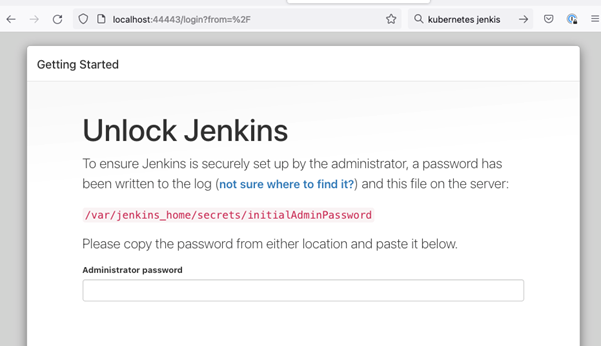 localhost:44443/login?from=%2F
kubernetes jenkis
Getting Started
Unlock Jenkins
To ensure Jenkins is securely set up by the administrator, a password has
been written to the log (not sure where to find it?) and this file on the server:
/var/jenkins_home/secrets/initialAdminPassword
Please copy the password from either location and paste it below.
Administrator password